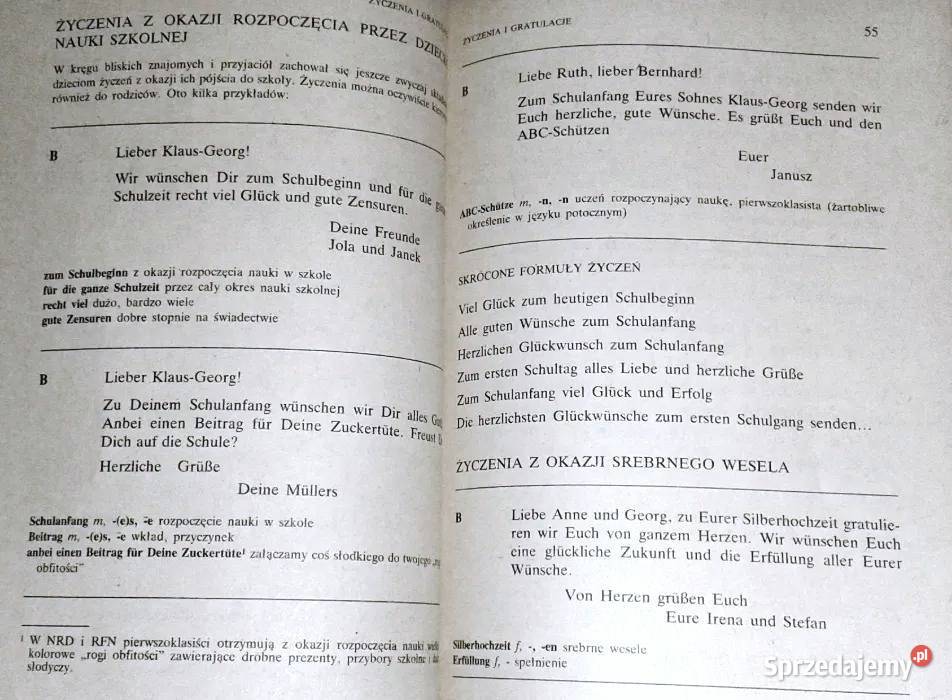 ŻYCZENIA I
ŻYCZENIA Z OKAZJI ROZPOCZĘCIA PRZEZ
NAUKI SZKOLNEJ
W kręgu bliskich znajomych i przyjaciół zachował się jeszcze zwyczaj
dzieciom życzeń z okazji ich pójścia do szkoły. Życzenia można oczywiście
również do rodziców. Oto kilka przykładów:
B Lieber Klaus-Georg!
Wir wünschen Dir zum Schulbeginn und für die
Schulzeit recht viel Glück und gute Zensuren.
Deine Freunde
Jola und Janek
zum Schulbeginn z okazji rozpoczęcia nauki w szkole
für die ganze Schulzeit przez cały okres nauki szkolnej
recht viel dużo, bardzo wiele
gute Zensuren dobre stopnie na świadectwie
B Lieber Klaus-Georg!
Zu Deinem Schulanfang wünschen wir Dir alles
Anbei einen Beitrag für Deine Zuckertüte. Freust
Dich auf die Schule?
Herzliche Grüße
Deine Müllers
Schulanfang m, -(e)s, ⸚e rozpoczęcie nauki w szkole
Beitrag m, -(e)s, ⸚e wkład, przyczynek
anbei einen Beitrag für Deine Zuckertüte¹ załączamy coś słodkiego do twojego
obfitości”
¹ W NRD i RFN pierwszoklasiści otrzymują z okazji rozpoczęcia nauki
kolorowe „rogi obfitości” zawierające drobne prezenty, przybory szkolne i
słodyczy.
ŻYCZENIA I GRATULACJE 55
B Liebe Ruth, lieber Bernhard!
Zum Schulanfang Eures Sohnes Klaus-Georg senden wir
Euch herzliche, gute Wünsche. Es grüßt Euch und den
ABC-Schützen
Euer
Janusz
ABC-Schütze m, -n, -n uczeń rozpoczynający naukę, pierwszoklasista (żartobliwe
określenie w języku potocznym)
SKRÓCONE FORMUŁY ŻYCZEŃ
Viel Glück zum heutigen Schulbeginn
Alle guten Wünsche zum Schulanfang
Herzlichen Glückwunsch zum Schulanfang
Zum ersten Schultag alles Liebe und herzliche Grüße
Zum Schulanfang viel Glück und Erfolg
Die herzlichsten Glückwünsche zum ersten Schulgang senden...
ŻYCZENIA Z OKAZJI SREBRNEGO WESELA
B Liebe Anne und Georg, zu Eurer Silberhochzeit gratulie-
ren wir Euch von ganzem Herzen. Wir wünschen Euch
eine glückliche Zukunft und die Erfüllung aller Eurer
Wünsche.
Von Herzen grüßen Euch
Eure Irena und Stefan
Silberhochzeit f, -, -en srebrne wesele
Erfüllung f, - spełnienie
Sprzedajemy.pl